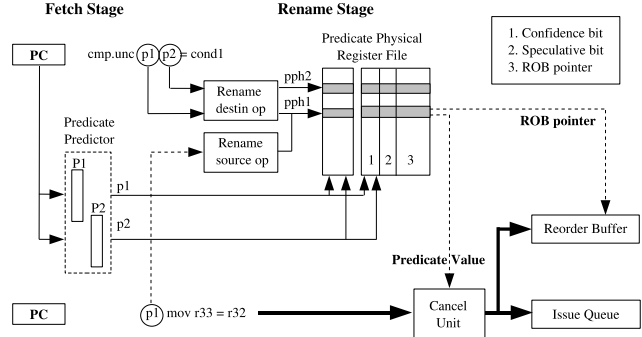 Fetch Stage
Rename Stage
PC
cmp.unc p1 p2 = cond1
Predicate Physical
Register File
1. Confidence bit
2. Speculative bit
3. ROB pointer
Rename
destin op
pph2
pph1
Predicate
Predictor
Rename
source op
ROB pointer
P1
P2
p1
p2
1 2 3
Reorder Buffer
Predicate Value
PC
p1 mov r33 = r32
Cancel
Unit
Issue Queue